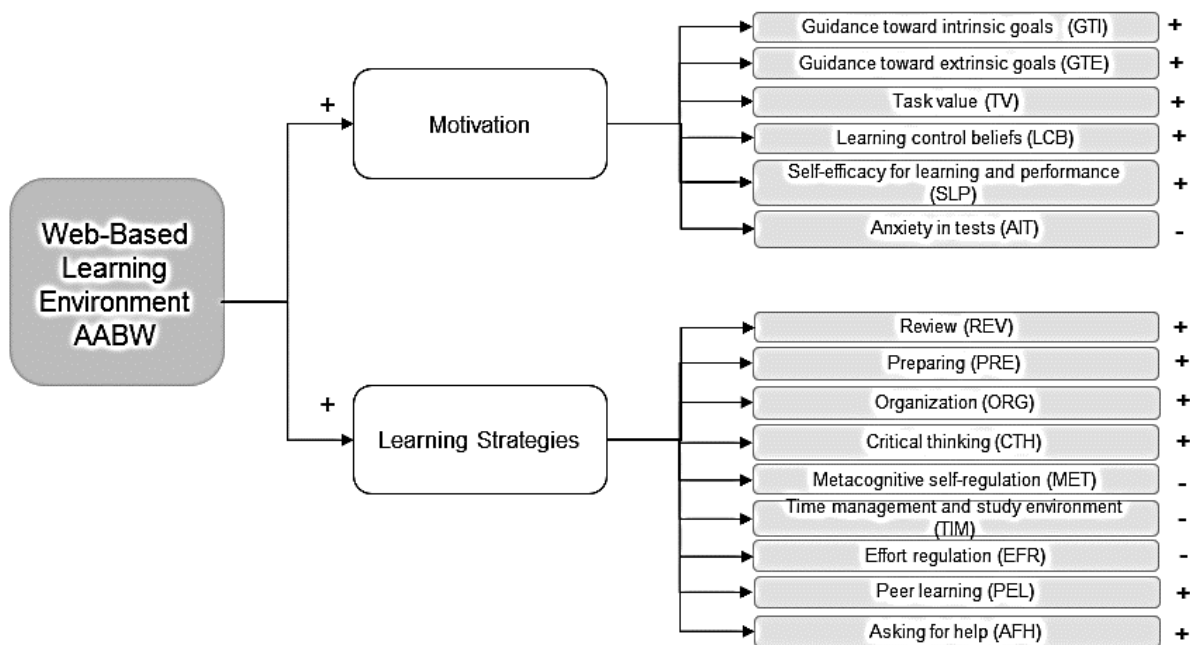 Web-Based
Learning
Environment
AABW
+
Motivation
Guidance toward intrinsic goals (GTI) +
Guidance toward extrinsic goals (GTE) +
Task value (TV) +
Learning control beliefs (LCB) +
Self-efficacy for learning and performance
(SLP) +
Anxiety in tests (AIT) -
+
Learning Strategies
Review (REV) +
Preparing (PRE) +
Organization (ORG) +
Critical thinking (CTH) +
Metacognitive self-regulation (MET) -
Time management and study environment
(TIM) -
Effort regulation (EFR) -
Peer learning (PEL) +
Asking for help (AFH) +